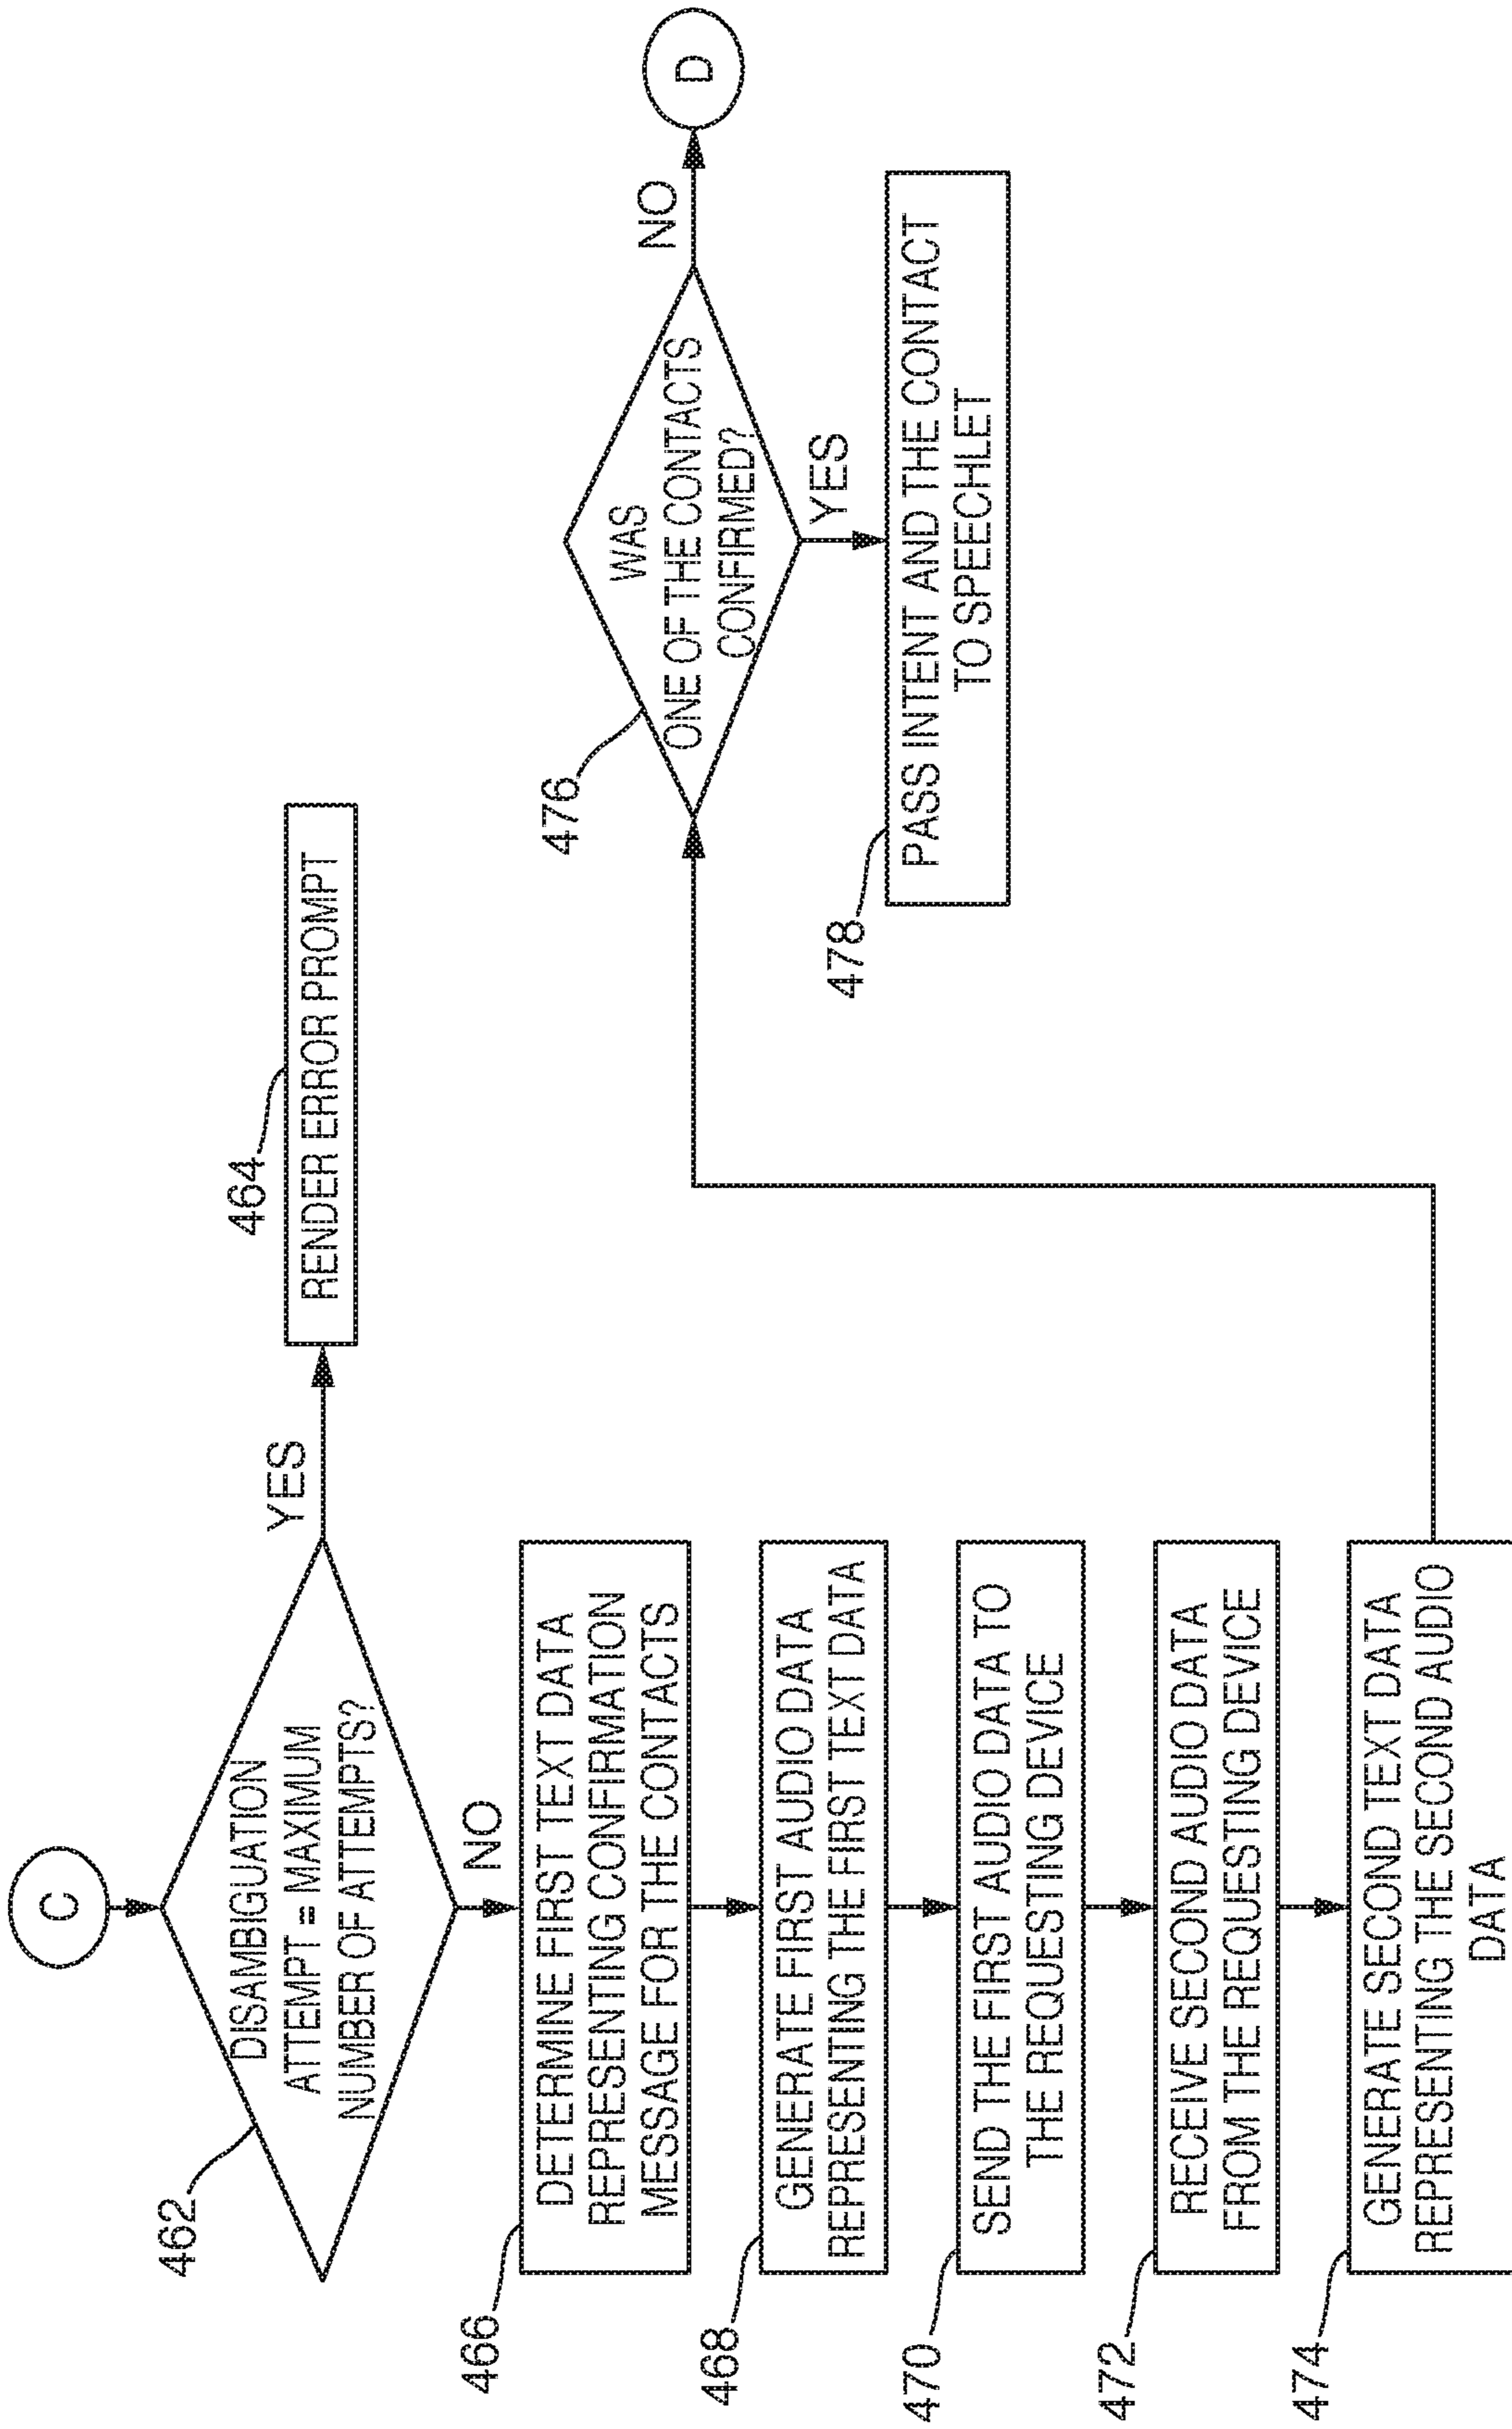 C
462
DISAMBIGUATION
ATTEMPT = MAXIMUM
NUMBER OF ATTEMPTS?
YES
464
RENDER ERROR PROMPT
NO
466
DETERMINE FIRST TEXT DATA
REPRESENTING CONFIRMATION
MESSAGE FOR THE CONTACTS
468
GENERATE FIRST AUDIO DATA
REPRESENTING THE FIRST TEXT DATA
470
SEND THE FIRST AUDIO DATA TO
THE REQUESTING DEVICE
472
RECEIVE SECOND AUDIO DATA
FROM THE REQUESTING DEVICE
474
GENERATE SECOND TEXT DATA
REPRESENTING THE SECOND AUDIO
DATA
476
WAS
ONE OF THE CONTACTS
CONFIRMED?
NO
D
YES
478
PASS INTENT AND THE CONTACT
TO SPEECHLET